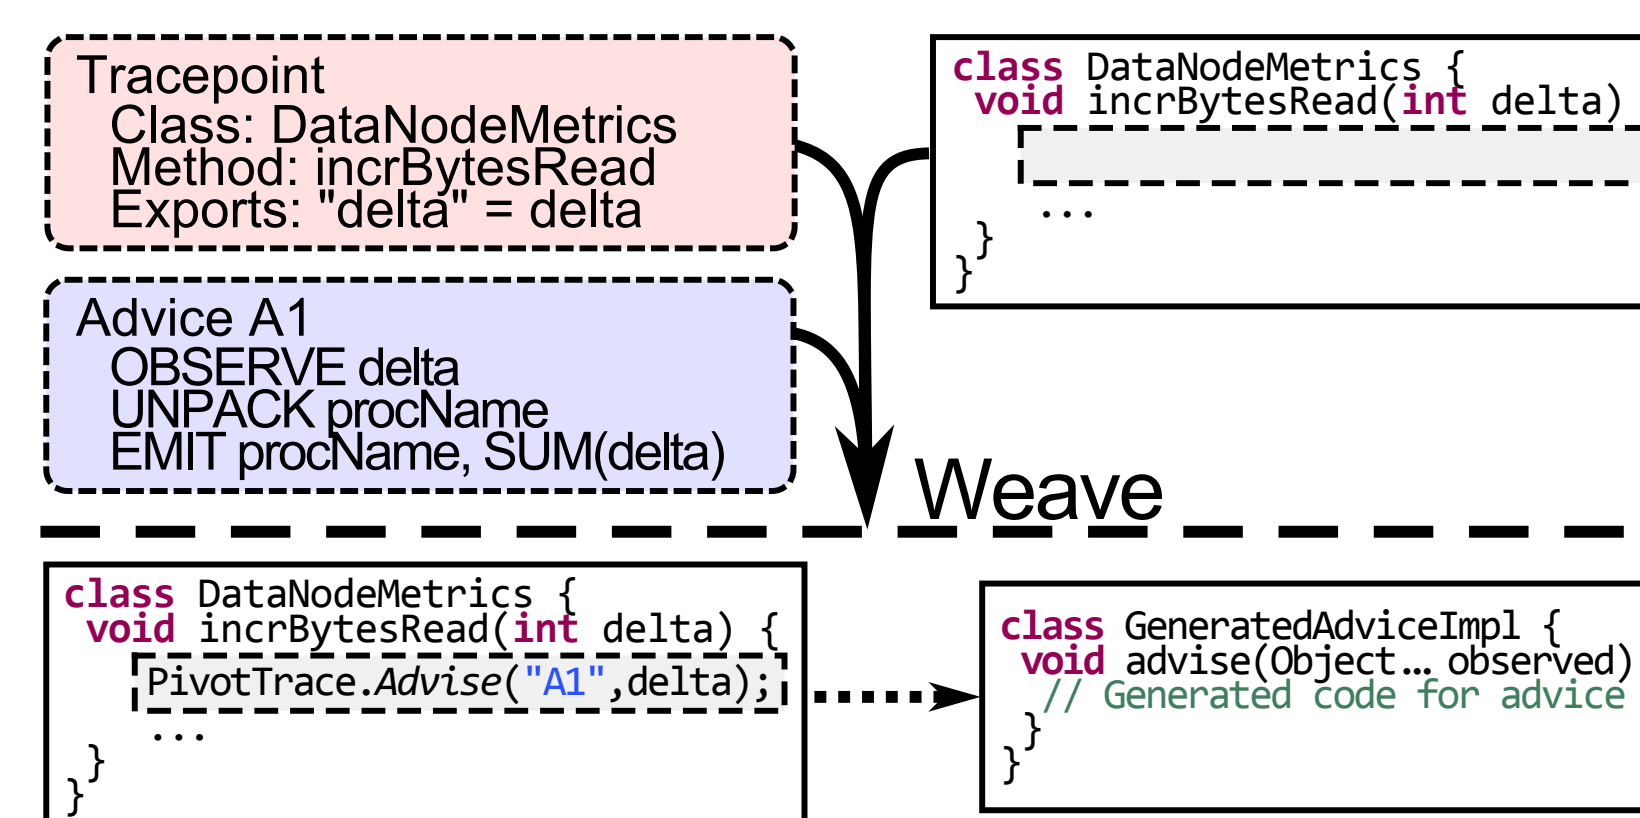 Tracepoint
Class: DataNodeMetrics
Method: incrBytesRead
Exports: "delta" = delta
class DataNodeMetrics {
void incrBytesRead(int delta)
...
}
}
Advice A1
OBSERVE delta
UNPACK procName
EMIT procName, SUM(delta)
Weave
class DataNodeMetrics {
void incrBytesRead(int delta) {
PivotTrace.Advise("A1",delta);
...
}
}
class GeneratedAdviceImpl {
void advise(Object… observed)
// Generated code for advice
}
}